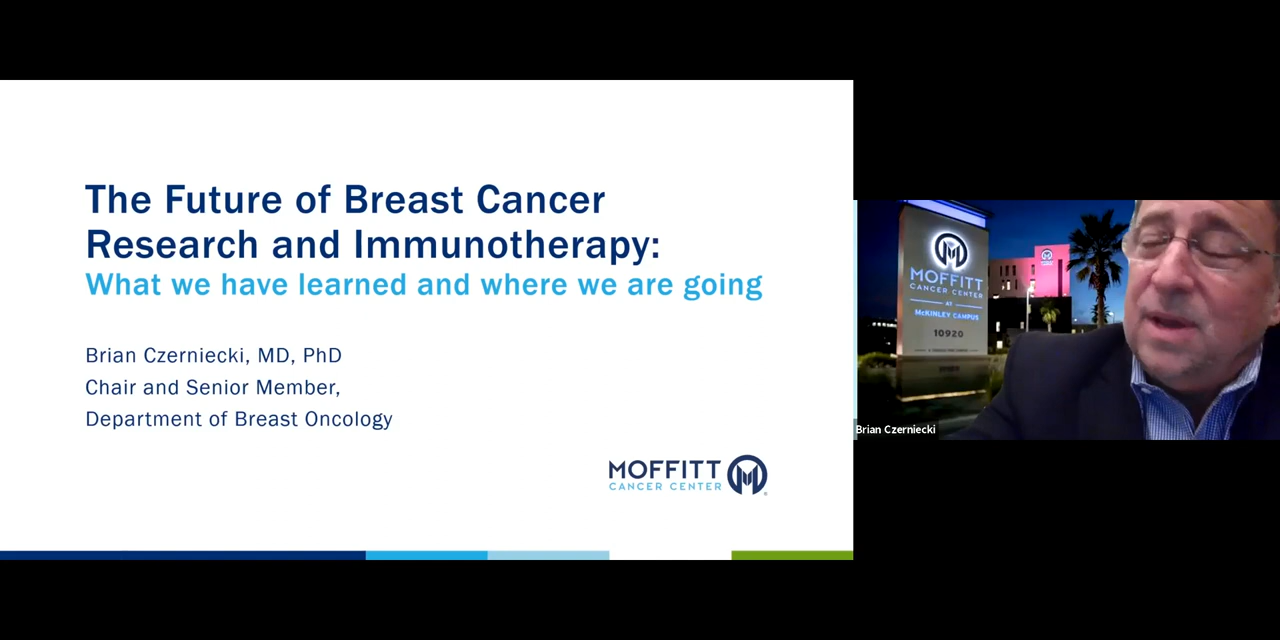 The Future of Breast Cancer
Research and Immunotherapy:
What we have learned and where we are going
Brian Czerniecki, MD, PhD
Chair and Senior Member,
Department of Breast Oncology
MOFFITT
CANCER CENTER
MOFFITT
CANCER CENTER
AT
McKINLEY CAMPUS
10920
Brian Czerniecki